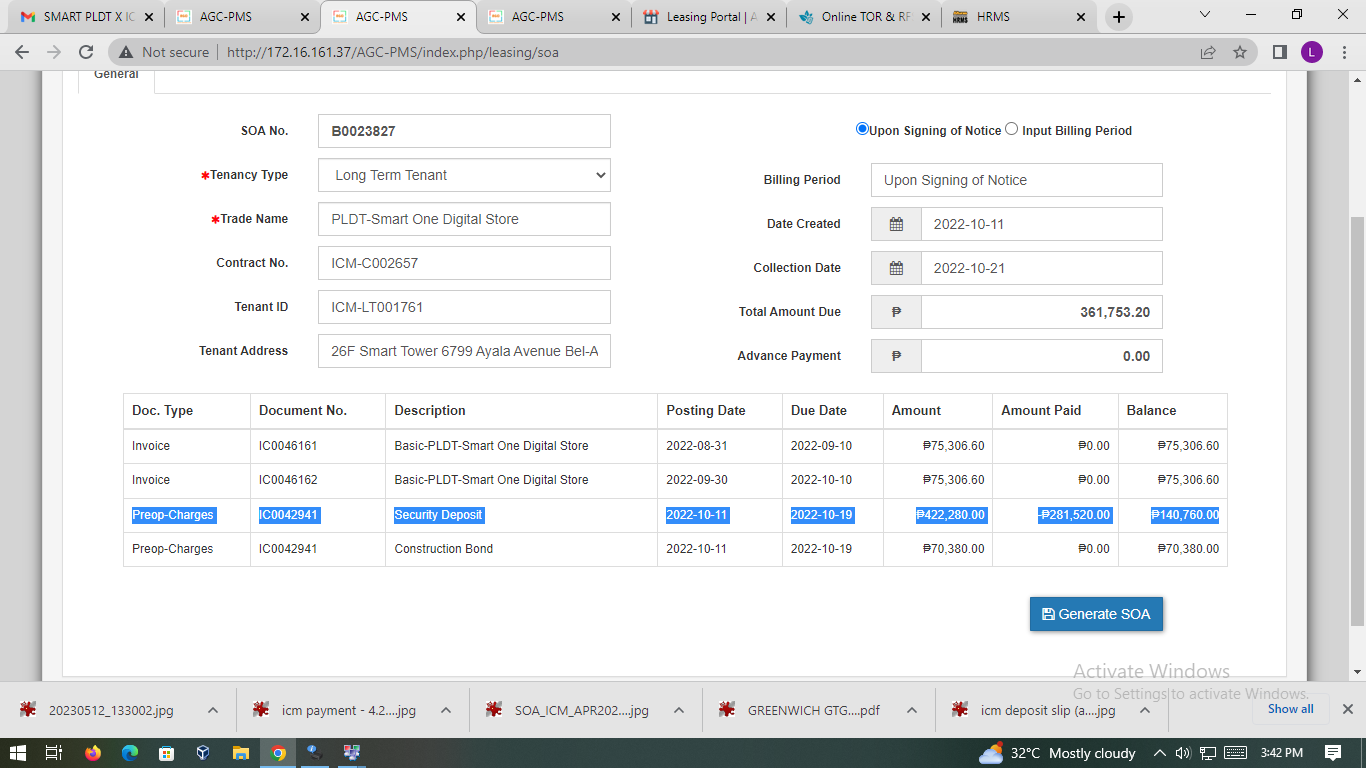 SMART PLDT X IC
AGC-PMS
AGC-PMS
AGC-PMS
Leasing Portal | A
Online TOR & RF
HRMS
Not secure http://172.16.161.37/AGC-PMS/index.php/leasing/soa
L
General
SOA No. B0023827
Upon Signing of Notice Input Billing Period
*Tenancy Type Long Term Tenant
Billing Period Upon Signing of Notice
*Trade Name PLDT-Smart One Digital Store
Date Created 2022-10-11
Contract No. ICM-C002657
Collection Date 2022-10-21
Tenant ID ICM-LT001761
Total Amount Due ₱ 361,753.20
Tenant Address 26F Smart Tower 6799 Ayala Avenue Bel-A
Advance Payment ₱ 0.00
Doc. Type Document No. Description Posting Date Due Date Amount Amount Paid Balance
Invoice IC0046161 Basic-PLDT-Smart One Digital Store 2022-08-31 2022-09-10 ₱75,306.60 ₱0.00 ₱75,306.60
Invoice IC0046162 Basic-PLDT-Smart One Digital Store 2022-09-30 2022-10-10 ₱75,306.60 ₱0.00 ₱75,306.60
Preop-Charges IC0042941 Security Deposit 2022-10-11 2022-10-19 ₱422,280.00 -₱281,520.00 ₱140,760.00
Preop-Charges IC0042941 Construction Bond 2022-10-11 2022-10-19 ₱70,380.00 ₱0.00 ₱70,380.00
Generate SOA
Activate Windows
Go to Settings to activate Windows.
20230512_133002.jpg
icm payment - 4.2....jpg
SOA_ICM_APR202....jpg
GREENWICH GTG....pdf
icm deposit slip (a....jpg
Show all
32°C Mostly cloudy
3:42 PM